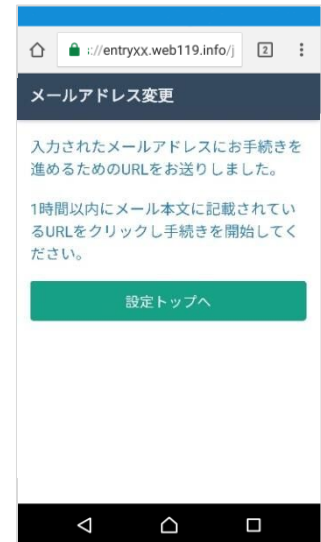 ://entryxx.web119.info/j
2
メールアドレス変更
入力されたメールアドレスにお手続きを
進めるためのURLをお送りしました。
1時間以内にメール本文に記載されてい
るURLをクリックし手続きを開始してく
ださい。
設定トップへ